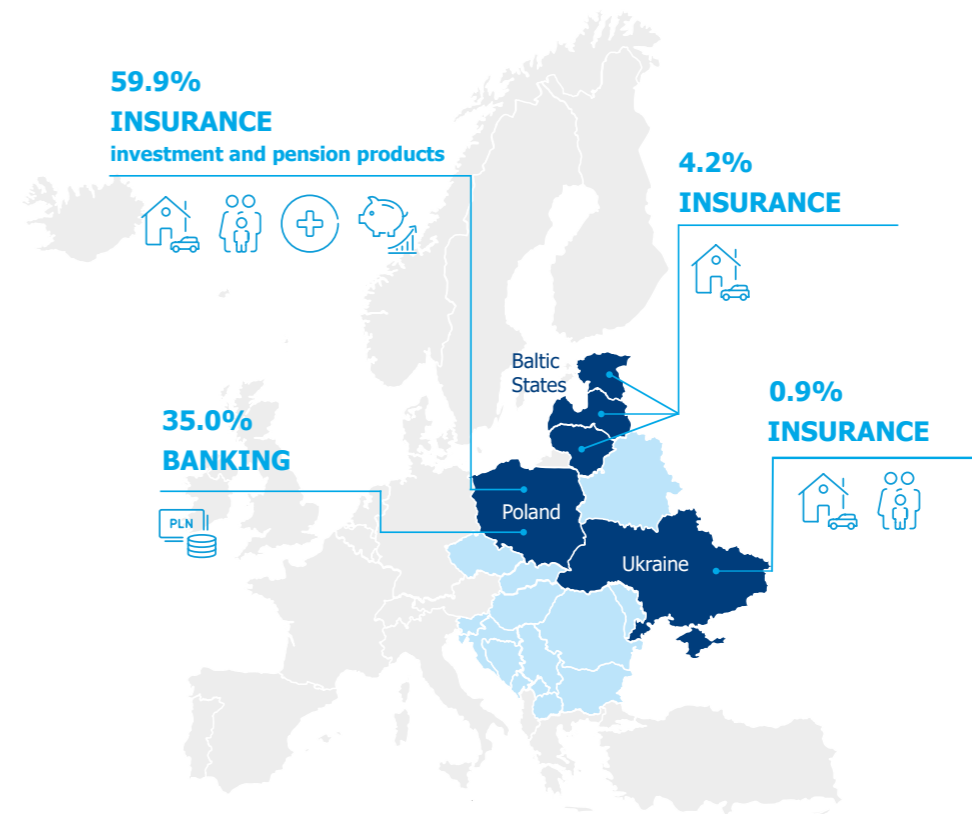 59.9%
INSURANCE
investment and pension products
4.2%
INSURANCE
Baltic
States
0.9%
INSURANCE
35.0%
BANKING
PLN
Poland
Ukraine